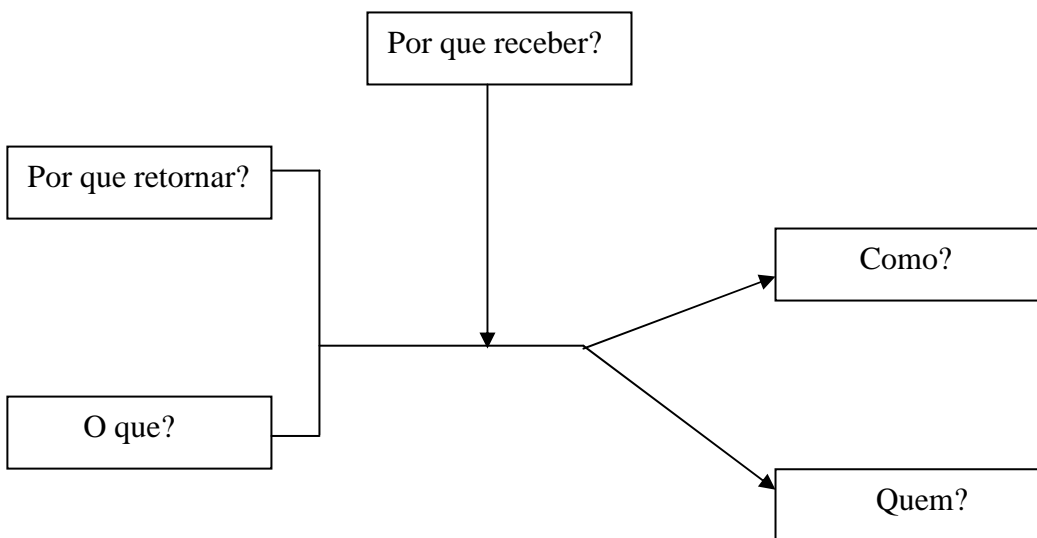 Por que receber?
Por que retornar?
Como?
O que?
Quem?